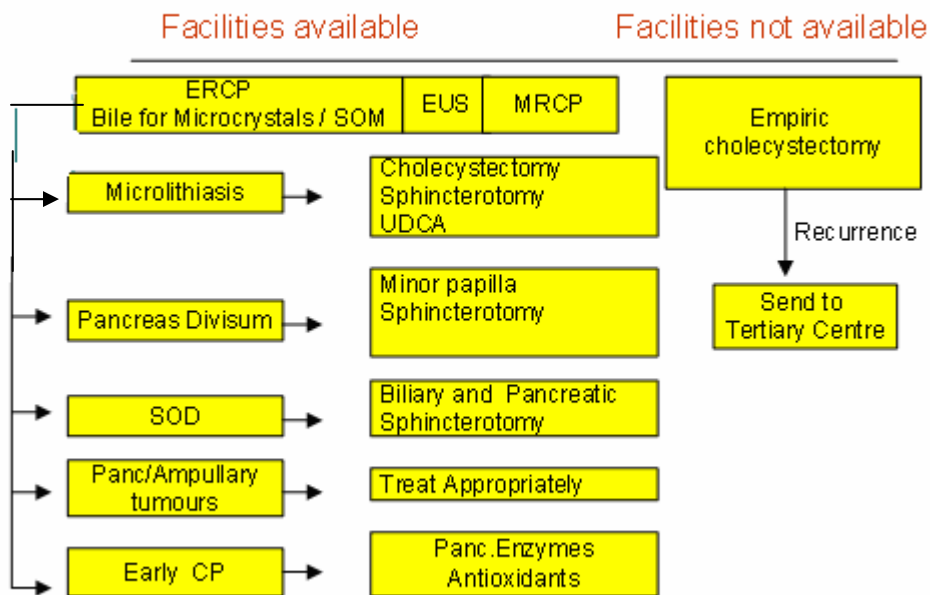 Facilities available
Facilities not available
ERCP
Bile for Microcrystals / SOM
EUS
MRCP
Empiric
cholecystectomy
Microlithiasis
Cholecystectomy
Sphincterotomy
UDCA
Recurrence
Pancreas Divisum
Minor papilla
Sphincterotomy
Send to
Tertiary Centre
SOD
Biliary and Pancreatic
Sphincterotomy
Panc/Ampullary
tumours
Treat Appropriately
Early CP
Panc.Enzymes
Antioxidants